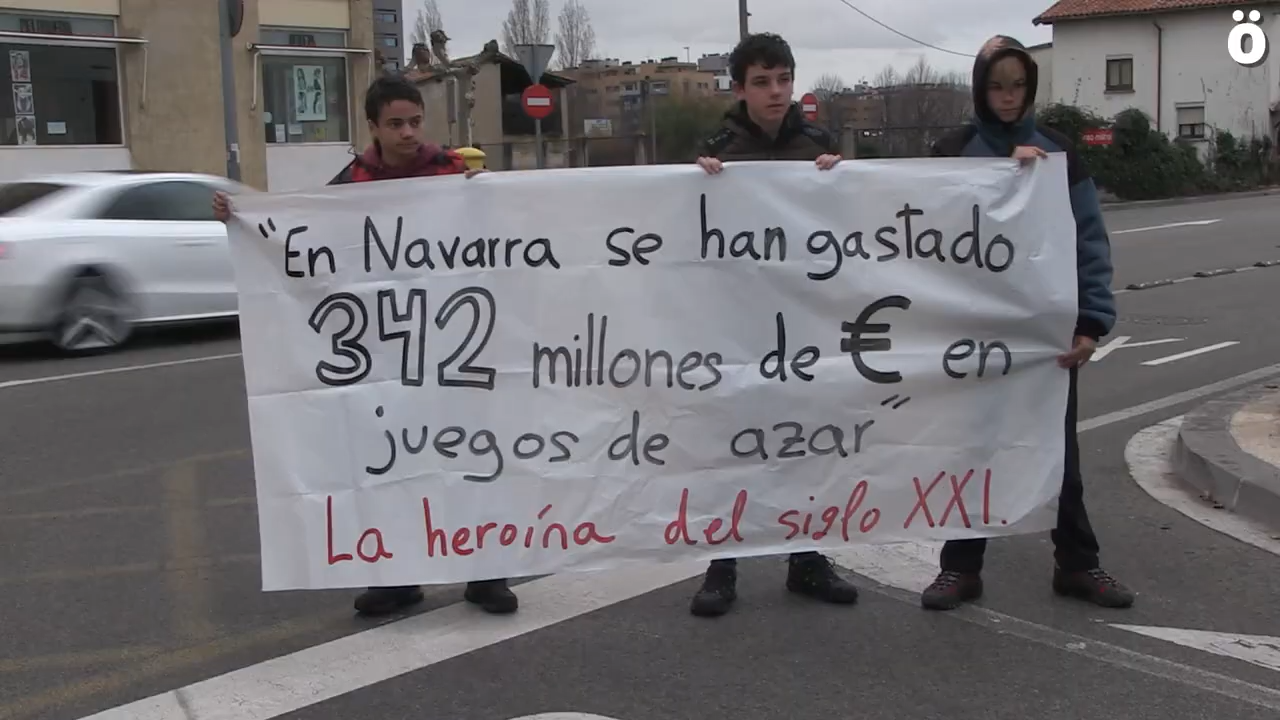 ö
"En Navarra se han gastado
342 millones de € en
juegos de azar"
La heroína del siglo XXI.